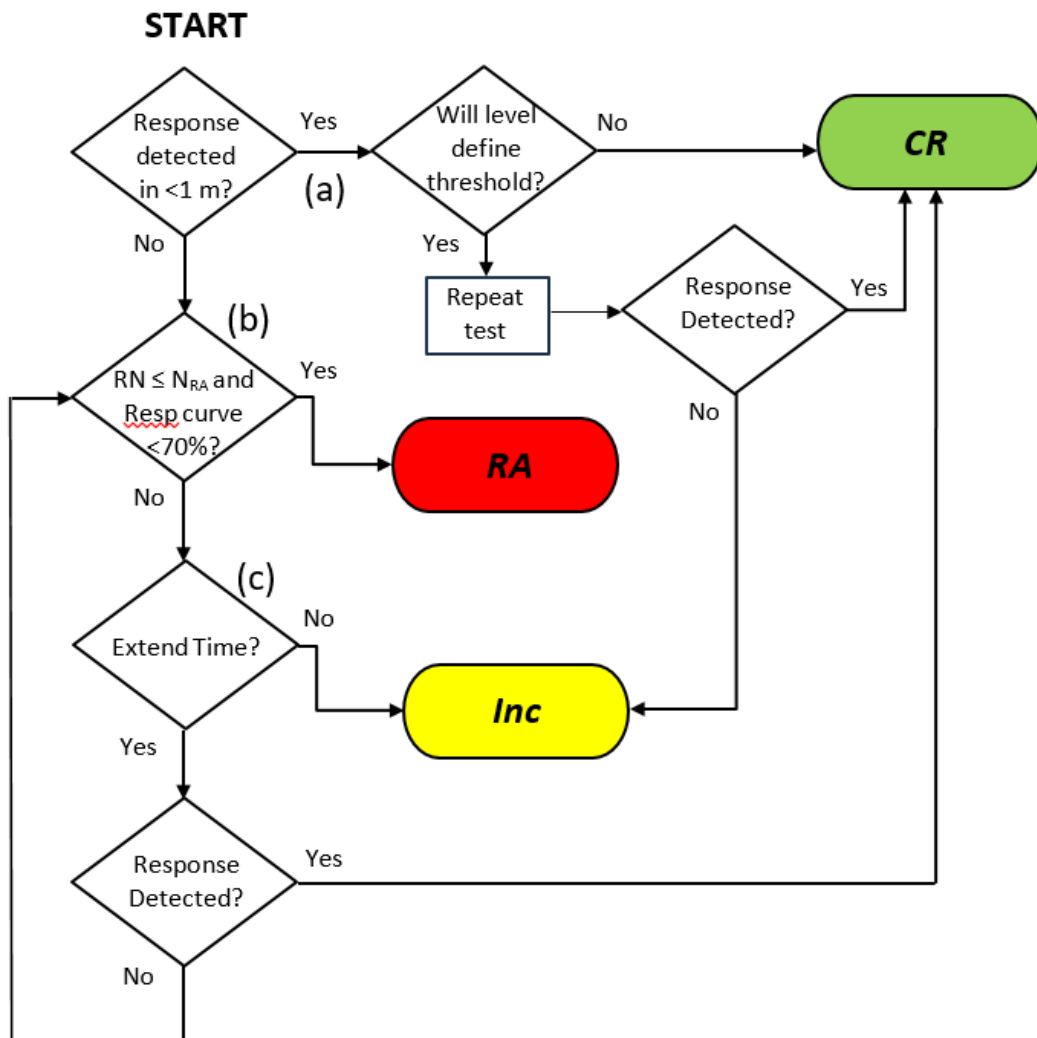 START
Response
detected
in <1 m?
Yes
(a)
No
Will level
define
threshold?
No
CR
Yes
Repeat
test
Response
Detected?
Yes
No
(b)
RN ≤ NRA and
Resp curve
<70%?
Yes
RA
No
(c)
Extend Time?
No
Inc
Yes
Response
Detected?
Yes
No